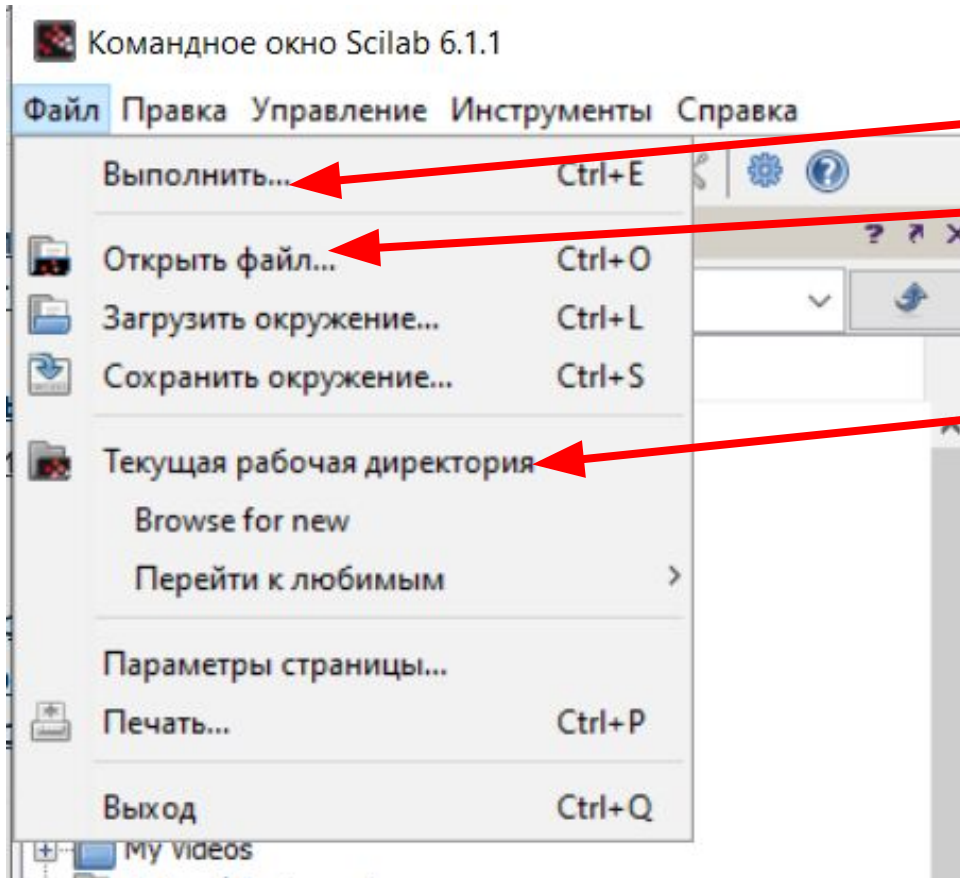 Командное окно Scilab 6.1.1
Файл Правка Управление Инструменты Справка
Выполнить... Ctrl+E
Открыть файл... Ctrl+O
Загрузить окружение... Ctrl+L
Сохранить окружение... Ctrl+S
Текущая рабочая директория
Browse for new
Перейти к любимым
Параметры страницы...
Печать... Ctrl+P
Выход Ctrl+Q
My Videos